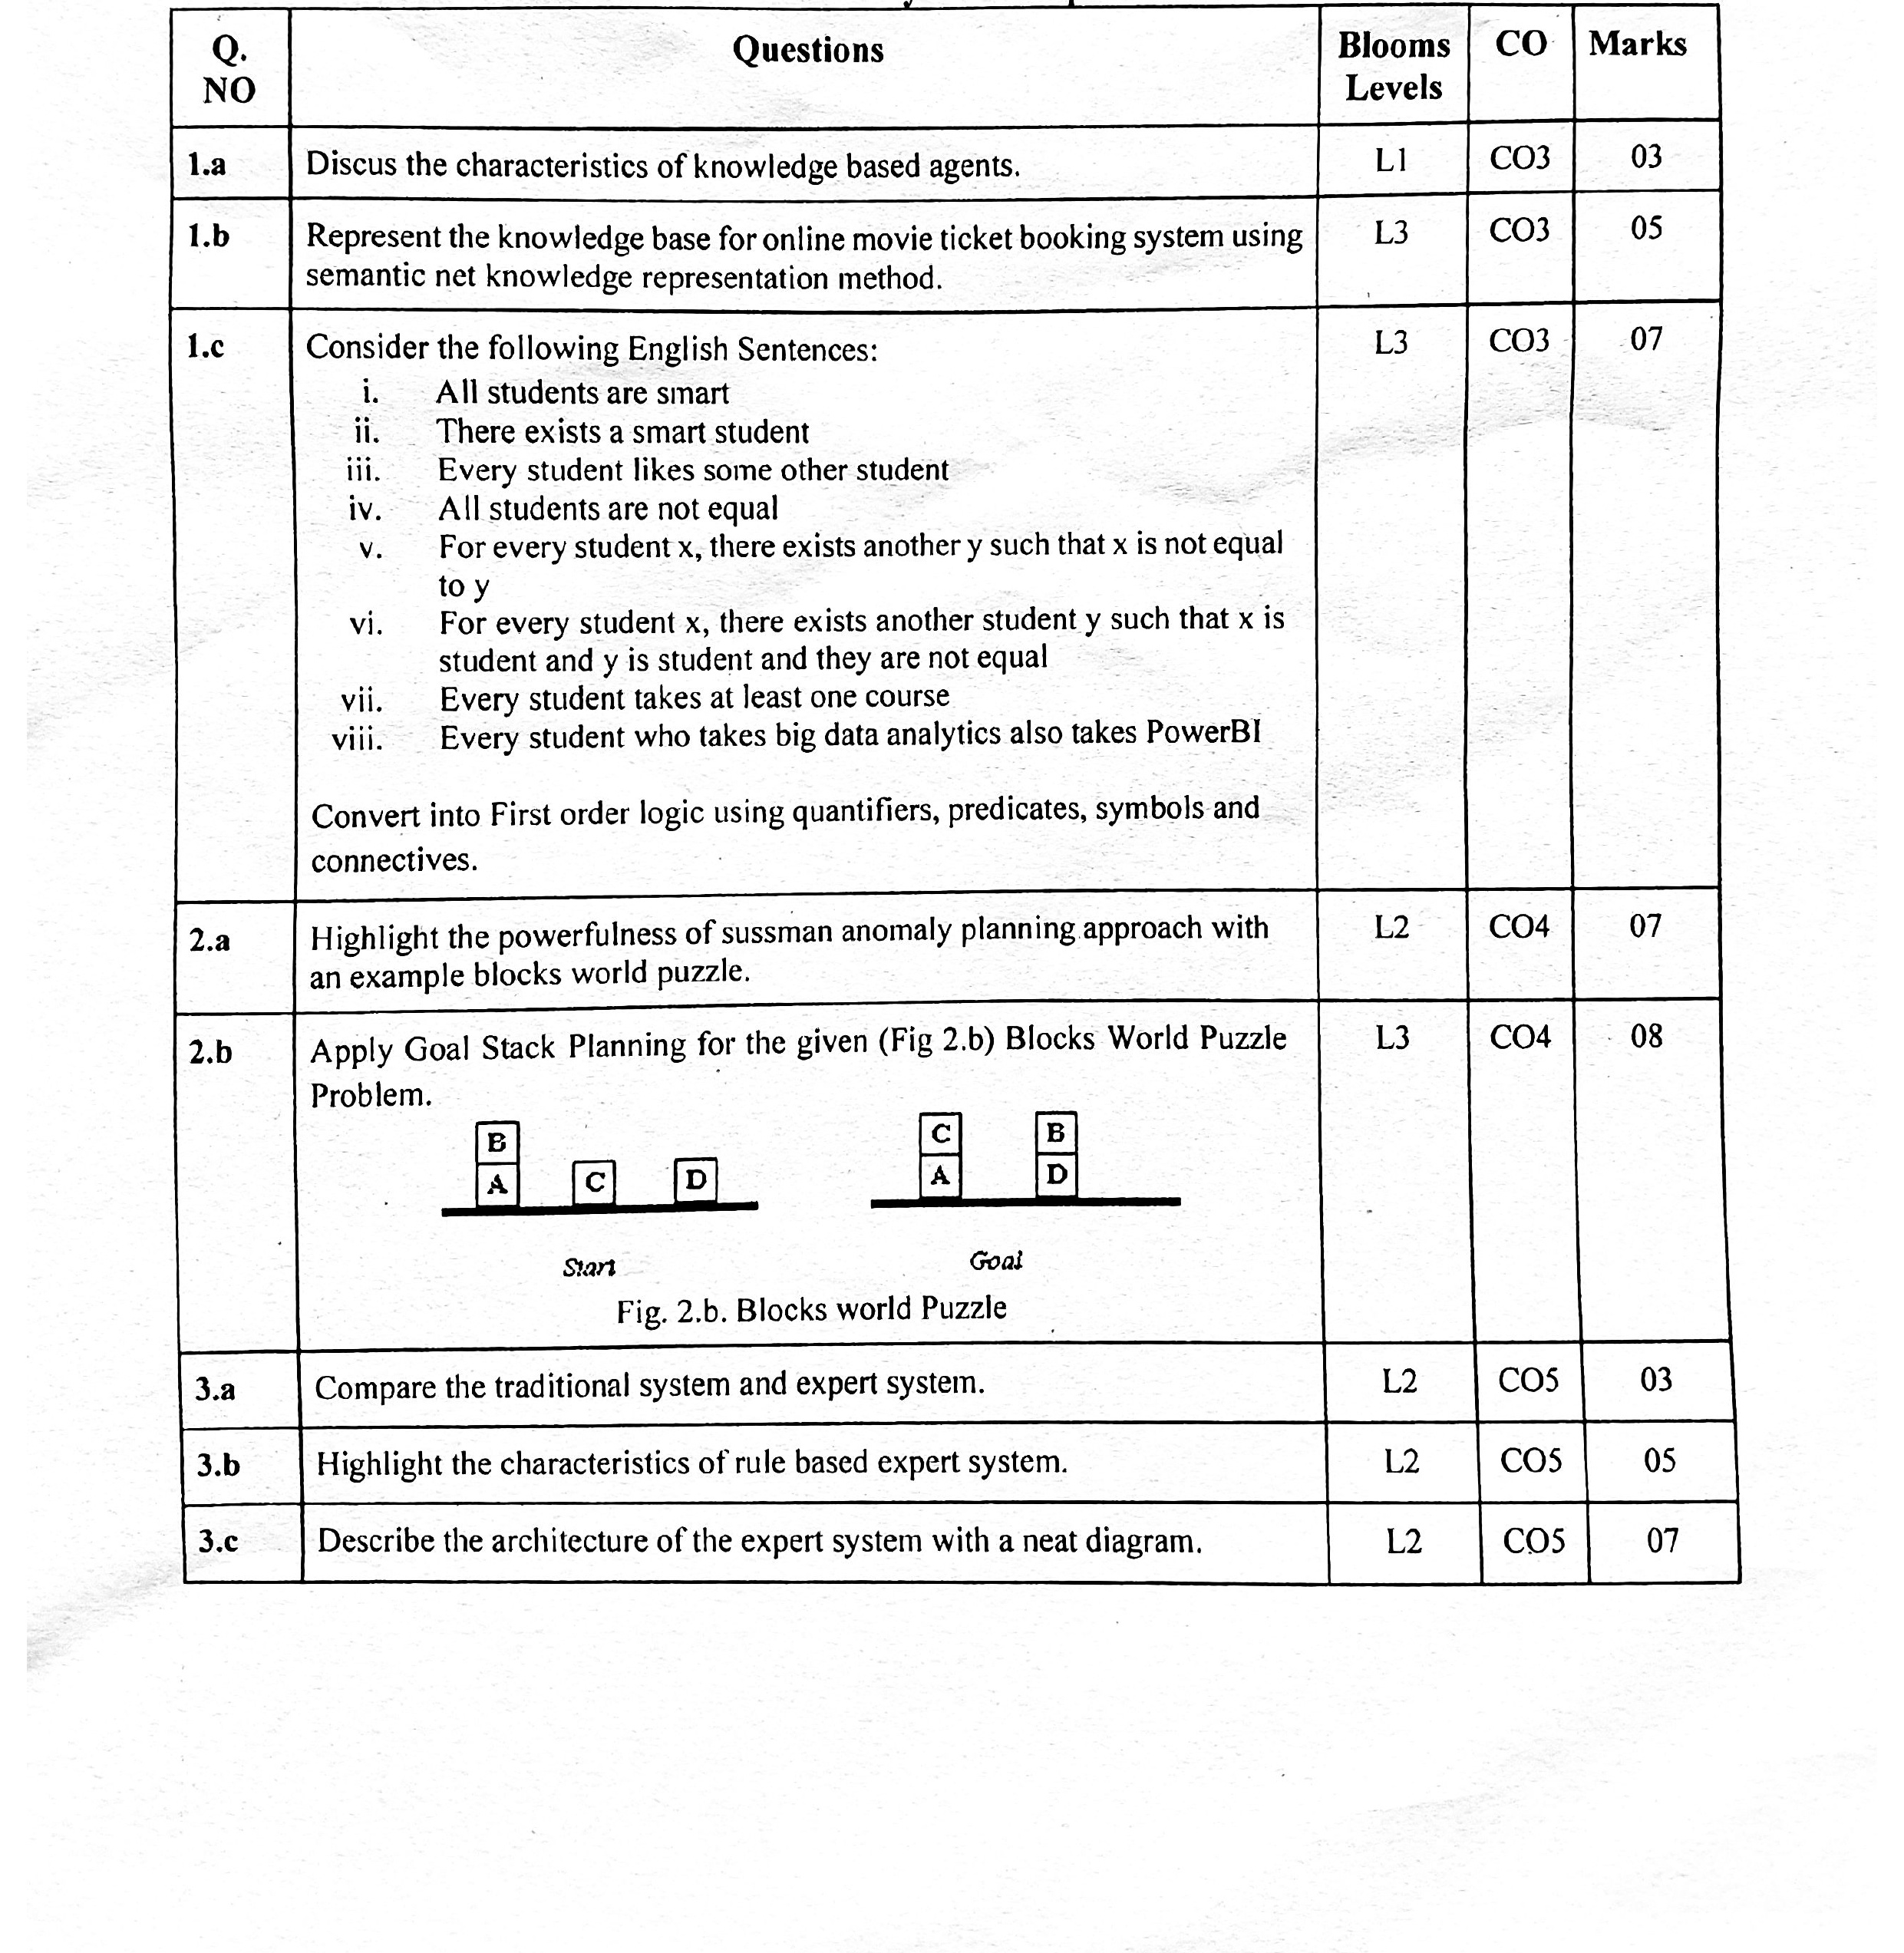 Q. NO Questions Blooms Levels CO Marks
1.a Discus the characteristics of knowledge based agents. L1 CO3 03
1.b Represent the knowledge base for online movie ticket booking system using L3 CO3 05
semantic net knowledge representation method.
1.c Consider the following English Sentences: L3 CO3 07
i. All students are smart
ii. There exists a smart student
iii. Every student likes some other student
iv. All students are not equal
v. For every student x, there exists another y such that x is not equal
to y
vi. For every student x, there exists another student y such that x is
student and y is student and they are not equal
vii. Every student takes at least one course
viii. Every student who takes big data analytics also takes PowerBI
Convert into First order logic using quantifiers, predicates, symbols and
connectives.
2.a Highlight the powerfulness of sussman anomaly planning approach with L2 CO4 07
an example blocks world puzzle.
2.b Apply Goal Stack Planning for the given (Fig 2.b) Blocks World Puzzle L3 CO4 08
Problem.
B C B
A C D A D
Start Goal
Fig. 2.b. Blocks world Puzzle
3.a Compare the traditional system and expert system. L2 CO5 03
3.b Highlight the characteristics of rule based expert system. L2 CO5 05
3.c Describe the architecture of the expert system with a neat diagram. L2 CO5 07